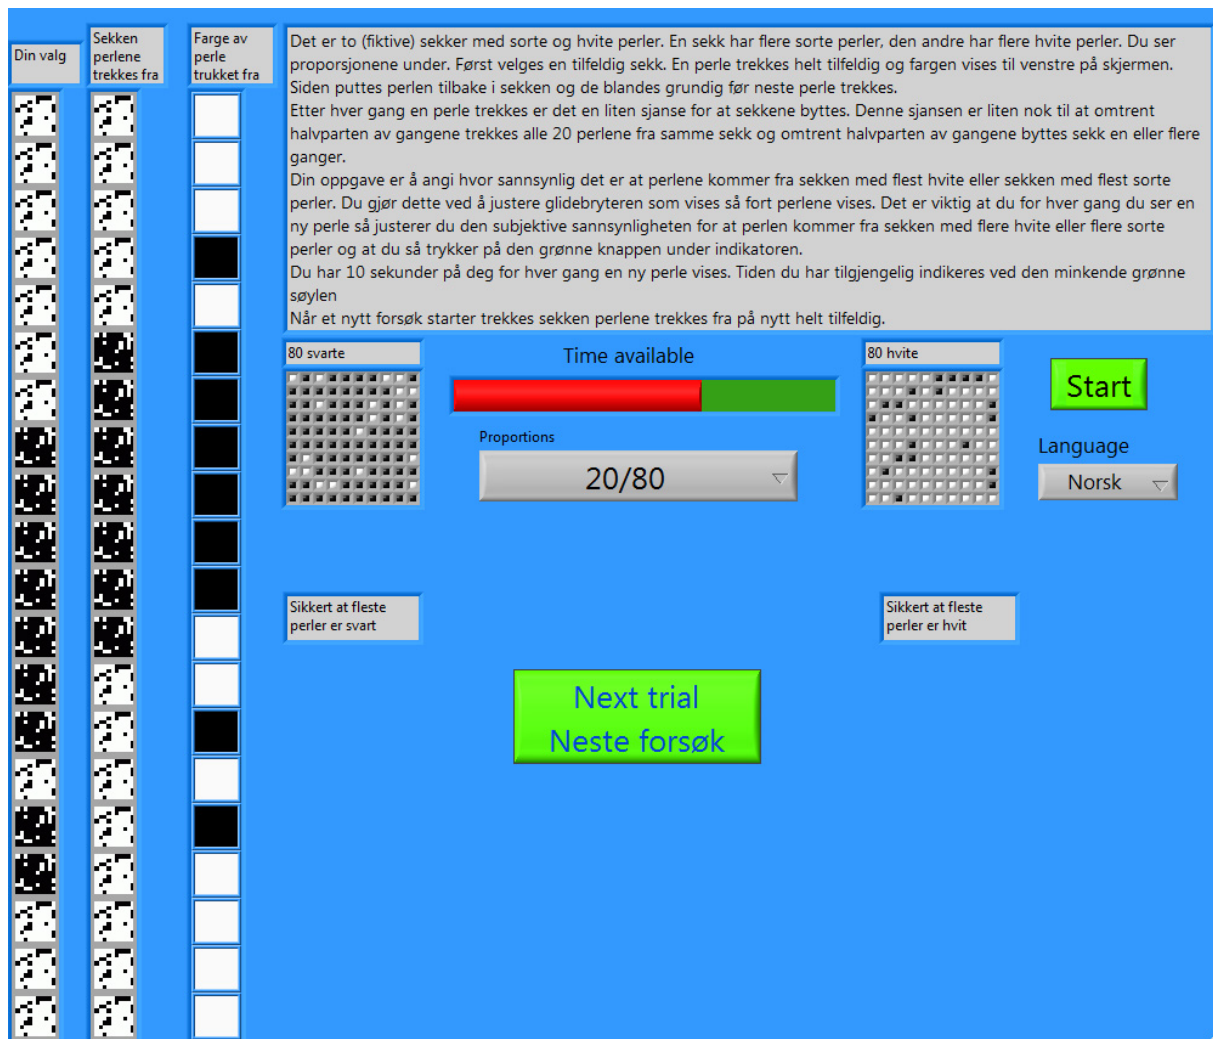 Din valg
Sekken
perlene
trekkes fra
Farge av
perle
trukket fra
Det er to (fiktive) sekker med sorte og hvite perler. En sekk har flere sorte perler, den andre har flere hvite perler. Du ser
proporsjonene under. Først velges en tilfeldig sekk. En perle trekkes helt tilfeldig og fargen vises til venstre på skjermen.
Siden puttes perlen tilbake i sekken og de blandes grundig før neste perle trekkes.
Etter hver gang en perle trekkes er det en liten sjanse for at sekkene byttes. Denne sjansen er liten nok til at omtrent
halvparten av gangene trekkes alle 20 perlene fra samme sekk og omtrent halvparten av gangene byttes sekk en eller flere
ganger.
Din oppgave er å angi hvor sannsynlig det er at perlene kommer fra sekken med flest hvite eller sekken med flest sorte
perler. Du gjør dette ved å justere glidebryteren som vises så fort perlene vises. Det er viktig at du for hver gang du ser en
ny perle så justerer du den subjektive sannsynligheten for at perlen kommer fra sekken med flere hvite eller flere sorte
perler og at du så trykker på den grønne knappen under indikatoren.
Du har 10 sekunder på deg for hver gang en ny perle vises. Tiden du har tilgjengelig indikeres ved den minkende grønne
søylen
Når et nytt forsøk starter trekkes sekken perlene trekkes fra på nytt helt tilfeldig.
80 svarte
Time available
80 hvite
Start
Proportions
20/80
Language
Norsk
Sikkert at fleste
perler er svart
Sikkert at fleste
perler er hvit
Next trial
Neste forsøk